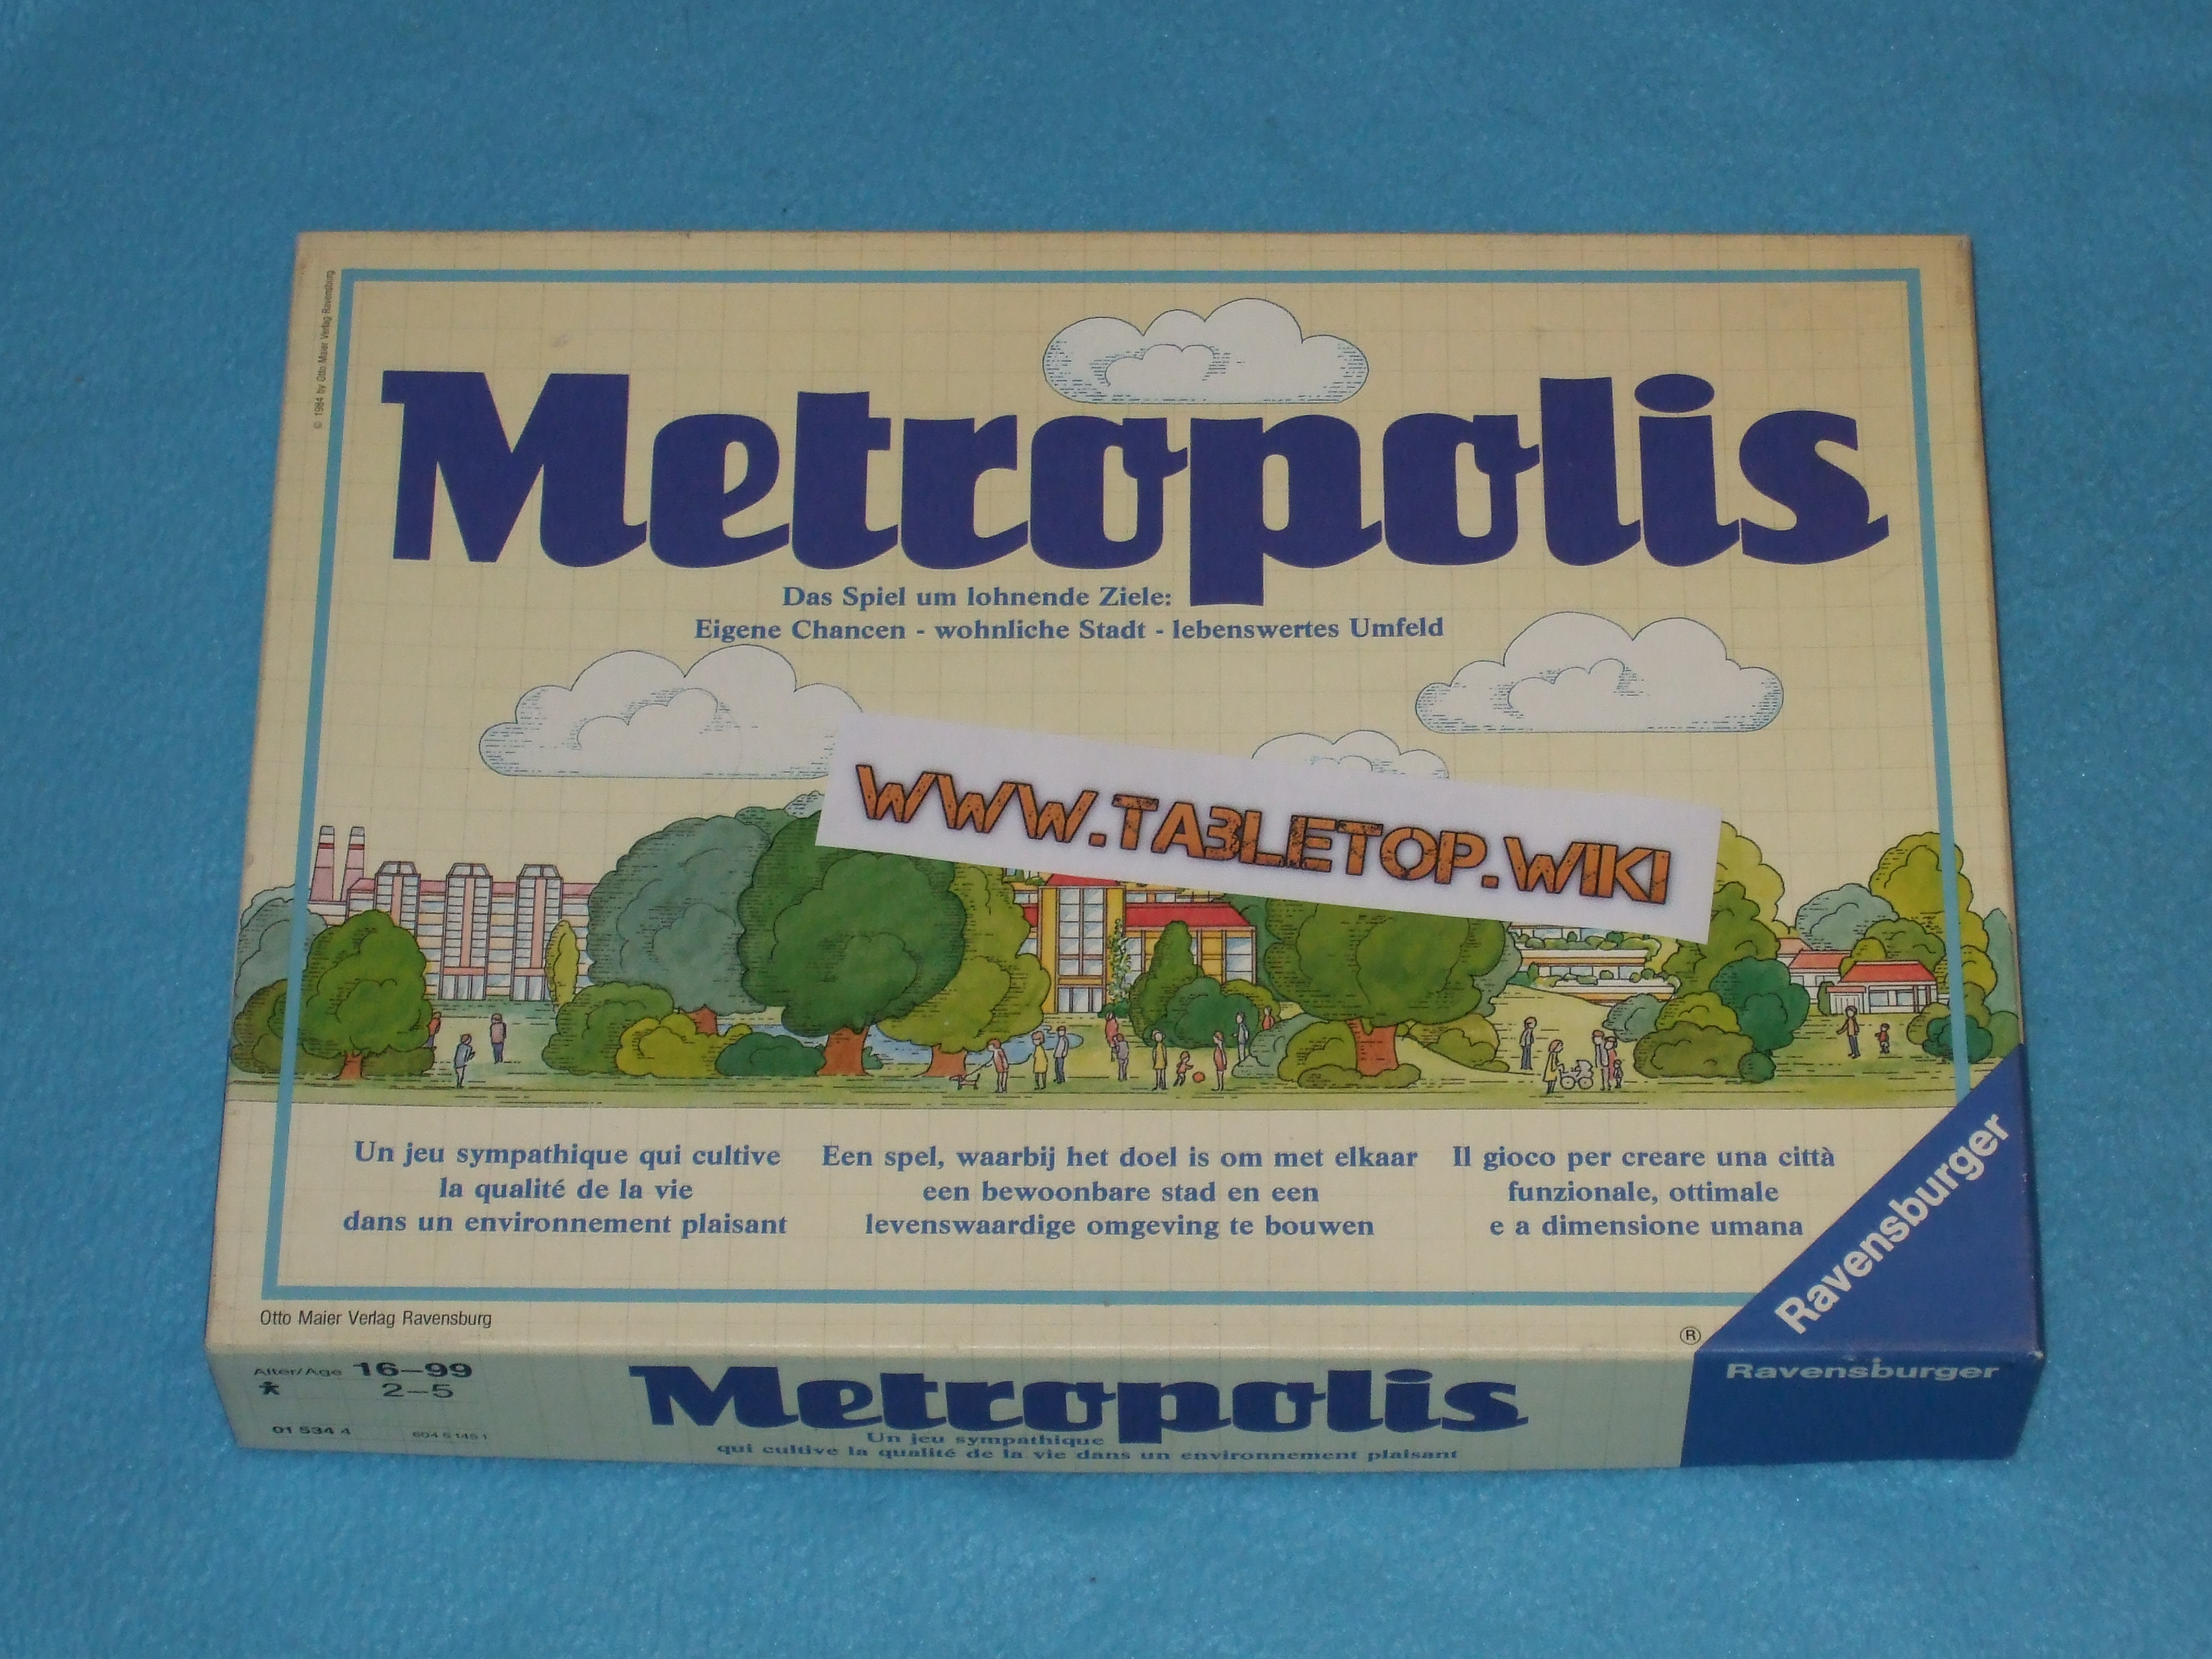 © 1984 by Otto Maier Verlag Ravensburg
Metropolis
Das Spiel um lohnende Ziele:
Eigene Chancen - wohnliche Stadt - lebenswertes Umfeld
WWW.TABLETOP.WIKI
Un jeu sympathique qui cultive
la qualité de la vie
dans un environnement plaisant
Een spel, waarbij het doel is om met elkaar
een bewoonbare stad en een
levenswaardige omgeving te bouwen
Il gioco per creare una città
funzionale, ottimale
e a dimensione umana
Ravensburger
Otto Maier Verlag Ravensburg
®
Alter/Age 16–99
2–5
01 534 4
Metropolis
Un jeu sympathique
qui cultive la qualité de la vie dans un environnement plaisant
Ravensburger